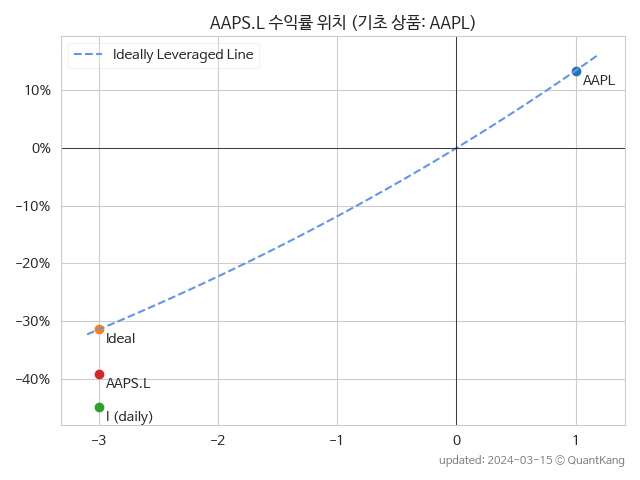 AAPS.L 수익률 위치 (기초 상품: AAPL)
Ideally Leveraged Line
10%
0%
−10%
−20%
−30%
−40%
AAPL
Ideal
AAPS.L
I (daily)
−3
−2
−1
0
1
updated: 2024-03-15 © QuantKang